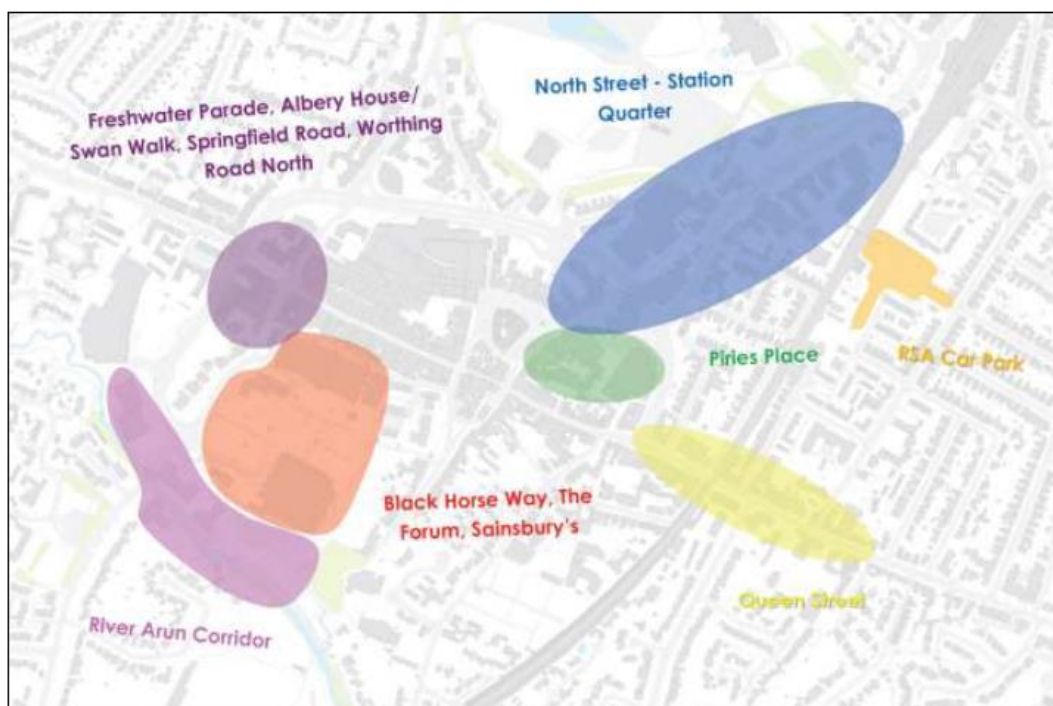 Freshwater Parade, Albery House/
Swan Walk, Springfield Road, Worthing
Road North
North Street - Station
Quarter
Piries Place
RSA Car Park
Black Horse Way, The
Forum, Sainsbury's
Queen Street
River Arun Corridor